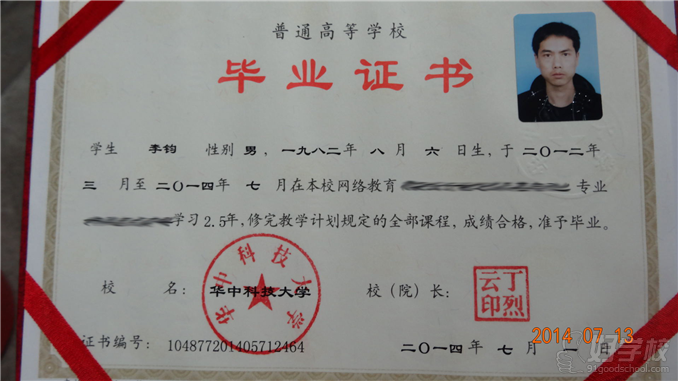 普通高等学校
毕业证书
学生 李钧 性别 男，一九八二年 八 月 六 日生，于 二〇一二年
三 月至 二〇一四年 七 月在本校网络教育 专业
学习 2.5年，修完教学计划规定的全部课程，成绩合格，准予毕业。
校 名： 华中科技大学
华中科技大学
校（院）长：
丁烈云印
证书编号： 104877201405712464
二〇一四年 七 月 一 日
2014 07 13
好学校
91goodschool.com